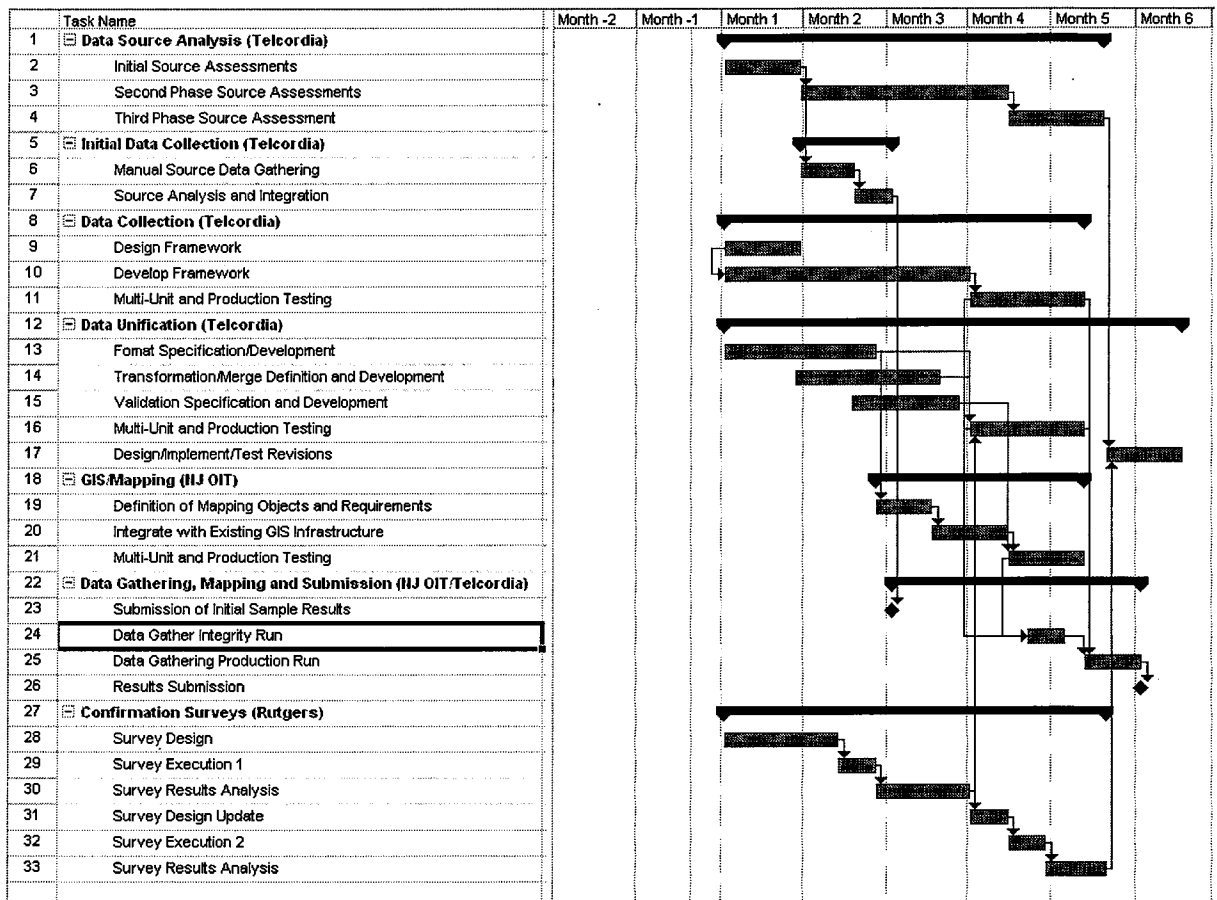 Task Name Month -2 Month -1 Month 1 Month 2 Month 3 Month 4 Month 5 Month 6
1 Data Source Analysis (Telcordia)
2 Initial Source Assessments
3 Second Phase Source Assessments
4 Third Phase Source Assessment
5 Initial Data Collection (Telcordia)
6 Manual Source Data Gathering
7 Source Analysis and Integration
8 Data Collection (Telcordia)
9 Design Framework
10 Develop Framework
11 Multi-Unit and Production Testing
12 Data Unification (Telcordia)
13 Fomat Specification/Development
14 Transformation/Merge Definition and Development
15 Validation Specification and Development
16 Multi-Unit and Production Testing
17 Design/Implement/Test Revisions
18 GIS/Mapping (NJ OIT)
19 Definition of Mapping Objects and Requirements
20 Integrate with Existing GIS Infrastructure
21 Multi-Unit and Production Testing
22 Data Gathering, Mapping and Submission (NJ OIT/Telcordia)
23 Submission of Initial Sample Results
24 Data Gather Integrity Run
25 Data Gathering Production Run
26 Results Submission
27 Confirmation Surveys (Rutgers)
28 Survey Design
29 Survey Execution 1
30 Survey Results Analysis
31 Survey Design Update
32 Survey Execution 2
33 Survey Results Analysis